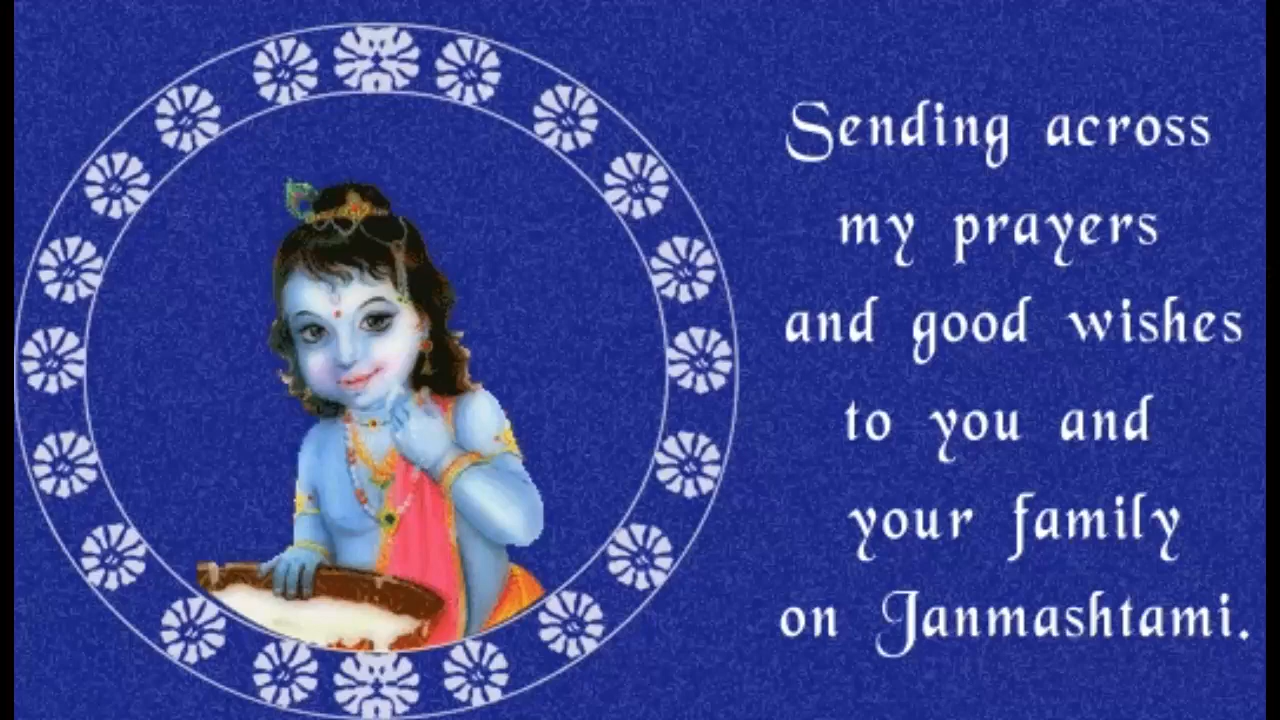 Sending across
my prayers
and good wishes
to you and
your family
on Janmashtami.